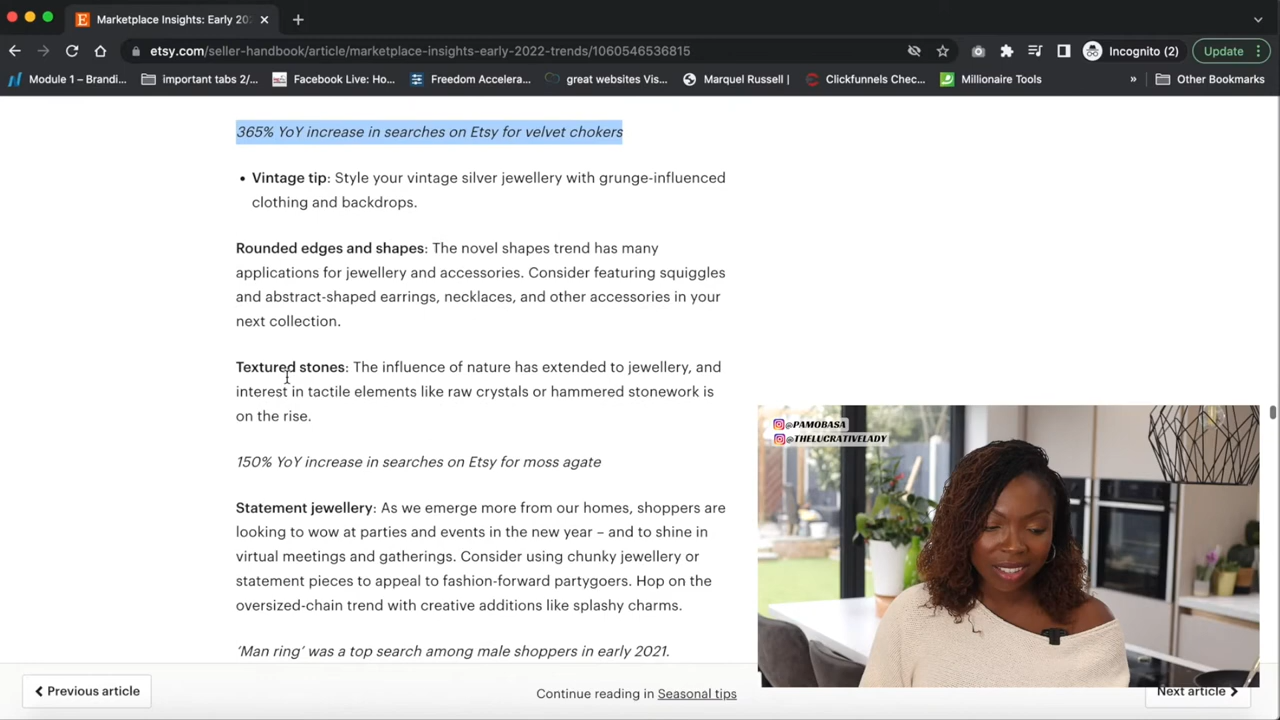 Marketplace Insights: Early 20
etsy.com/seller-handbook/article/marketplace-insights-early-2022-trends/1060546536815
Incognito (2)
Update
Module 1 – Brandi...
important tabs 2/...
Facebook Live: Ho...
Freedom Accelera...
great websites Vis...
Marquel Russell |
Clickfunnels Chec...
Millionaire Tools
»
Other Bookmarks
365% YoY increase in searches on Etsy for velvet chokers
• Vintage tip: Style your vintage silver jewellery with grunge-influenced
clothing and backdrops.
Rounded edges and shapes: The novel shapes trend has many
applications for jewellery and accessories. Consider featuring squiggles
and abstract-shaped earrings, necklaces, and other accessories in your
next collection.
Textured stones: The influence of nature has extended to jewellery, and
interest in tactile elements like raw crystals or hammered stonework is
on the rise.
150% YoY increase in searches on Etsy for moss agate
Statement jewellery: As we emerge more from our homes, shoppers are
looking to wow at parties and events in the new year – and to shine in
virtual meetings and gatherings. Consider using chunky jewellery or
statement pieces to appeal to fashion-forward partygoers. Hop on the
oversized-chain trend with creative additions like splashy charms.
‘Man ring’ was a top search among male shoppers in early 2021.
@PAMOBASA
@THELUCRATIVELADY
Previous article
Continue reading in Seasonal tips
Next article